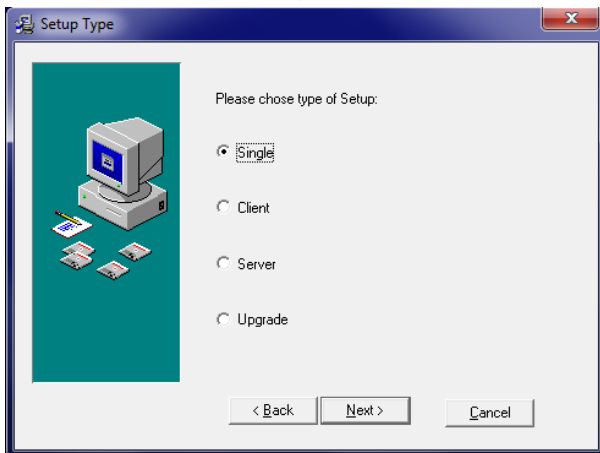 Setup Type
Please chose type of Setup:
Single
Client
Server
Upgrade
< Back Next > Cancel